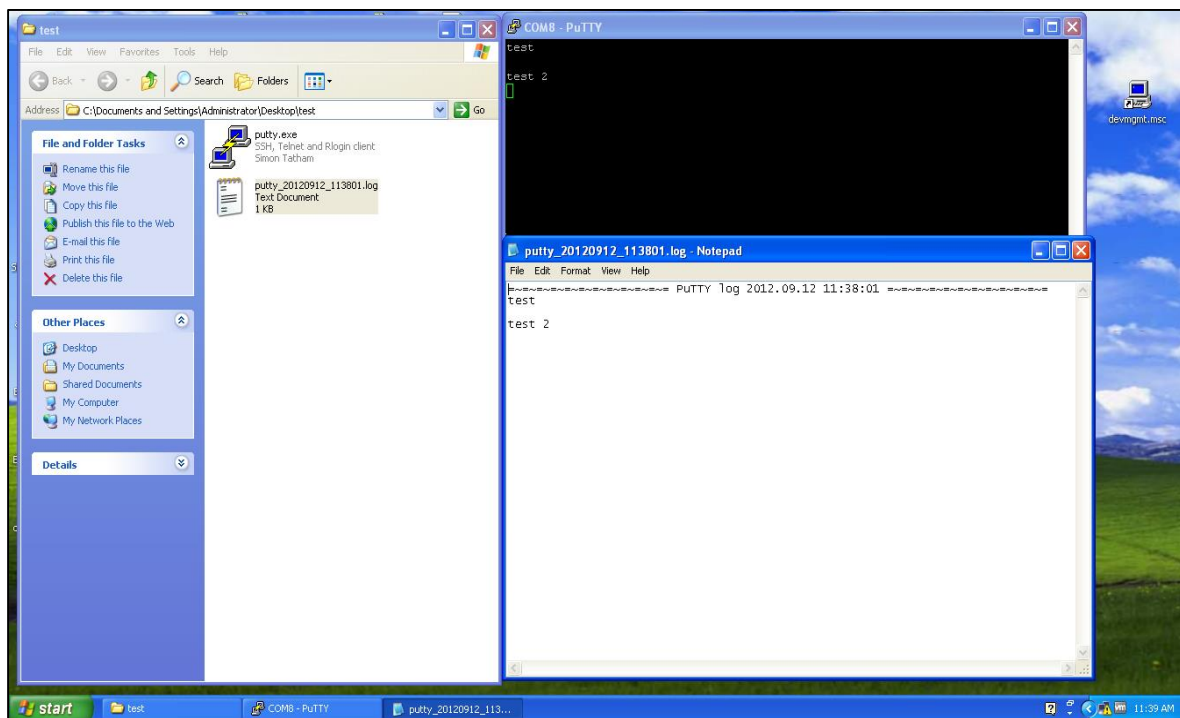 test
File Edit View Favorites Tools Help
Back Search Folders
Address C:\Documents and Settings\Administrator\Desktop\test Go
File and Folder Tasks
Rename this file
Move this file
Copy this file
Publish this file to the Web
E-mail this file
Print this file
Delete this file
Other Places
Desktop
My Documents
Shared Documents
My Computer
My Network Places
Details
putty.exe
SSH, Telnet and Rlogin client
Simon Tatham
putty_20120912_113801.log
Text Document
1 KB
COM8 - PuTTY
test
test 2
putty_20120912_113801.log - Notepad
File Edit Format View Help
=~=~=~=~=~=~=~=~=~=~=~= PuTTY log 2012.09.12 11:38:01 =~=~=~=~=~=~=~=~=~=~=~=
test
test 2
devmgmt.msc
start test COM8 - PuTTY putty_20120912_113... 11:39 AM